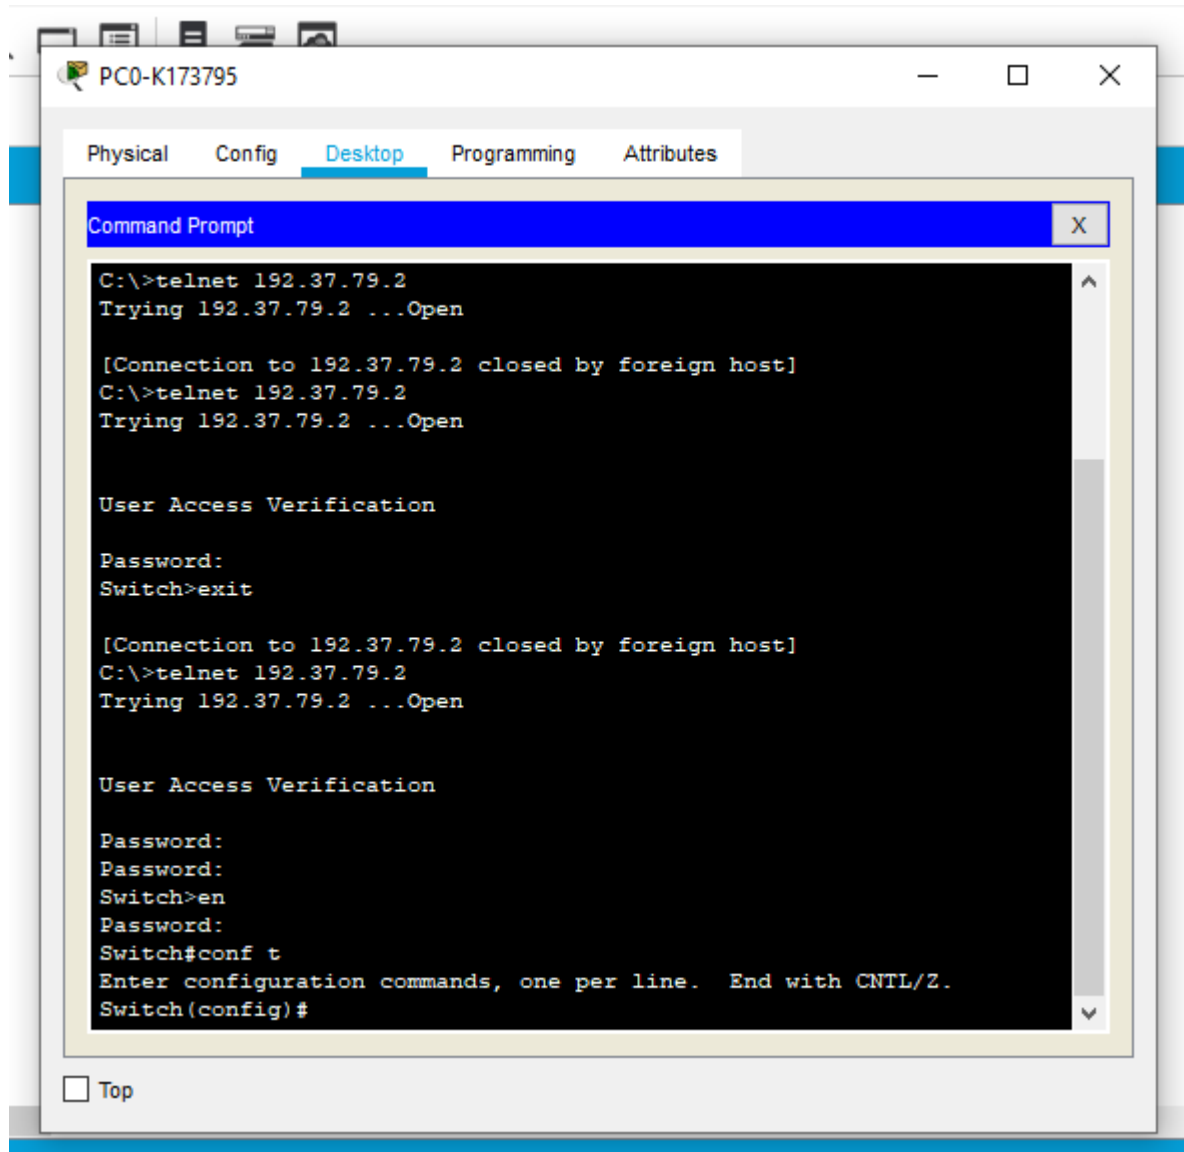 PC0-K173795
Physical Config Desktop Programming Attributes
Command Prompt
X
C:\>telnet 192.37.79.2
Trying 192.37.79.2 ...Open
[Connection to 192.37.79.2 closed by foreign host]
C:\>telnet 192.37.79.2
Trying 192.37.79.2 ...Open
User Access Verification
Password:
Switch>exit
[Connection to 192.37.79.2 closed by foreign host]
C:\>telnet 192.37.79.2
Trying 192.37.79.2 ...Open
User Access Verification
Password:
Password:
Switch>en
Password:
Switch#conf t
Enter configuration commands, one per line.  End with CNTL/Z.
Switch(config)#
Top